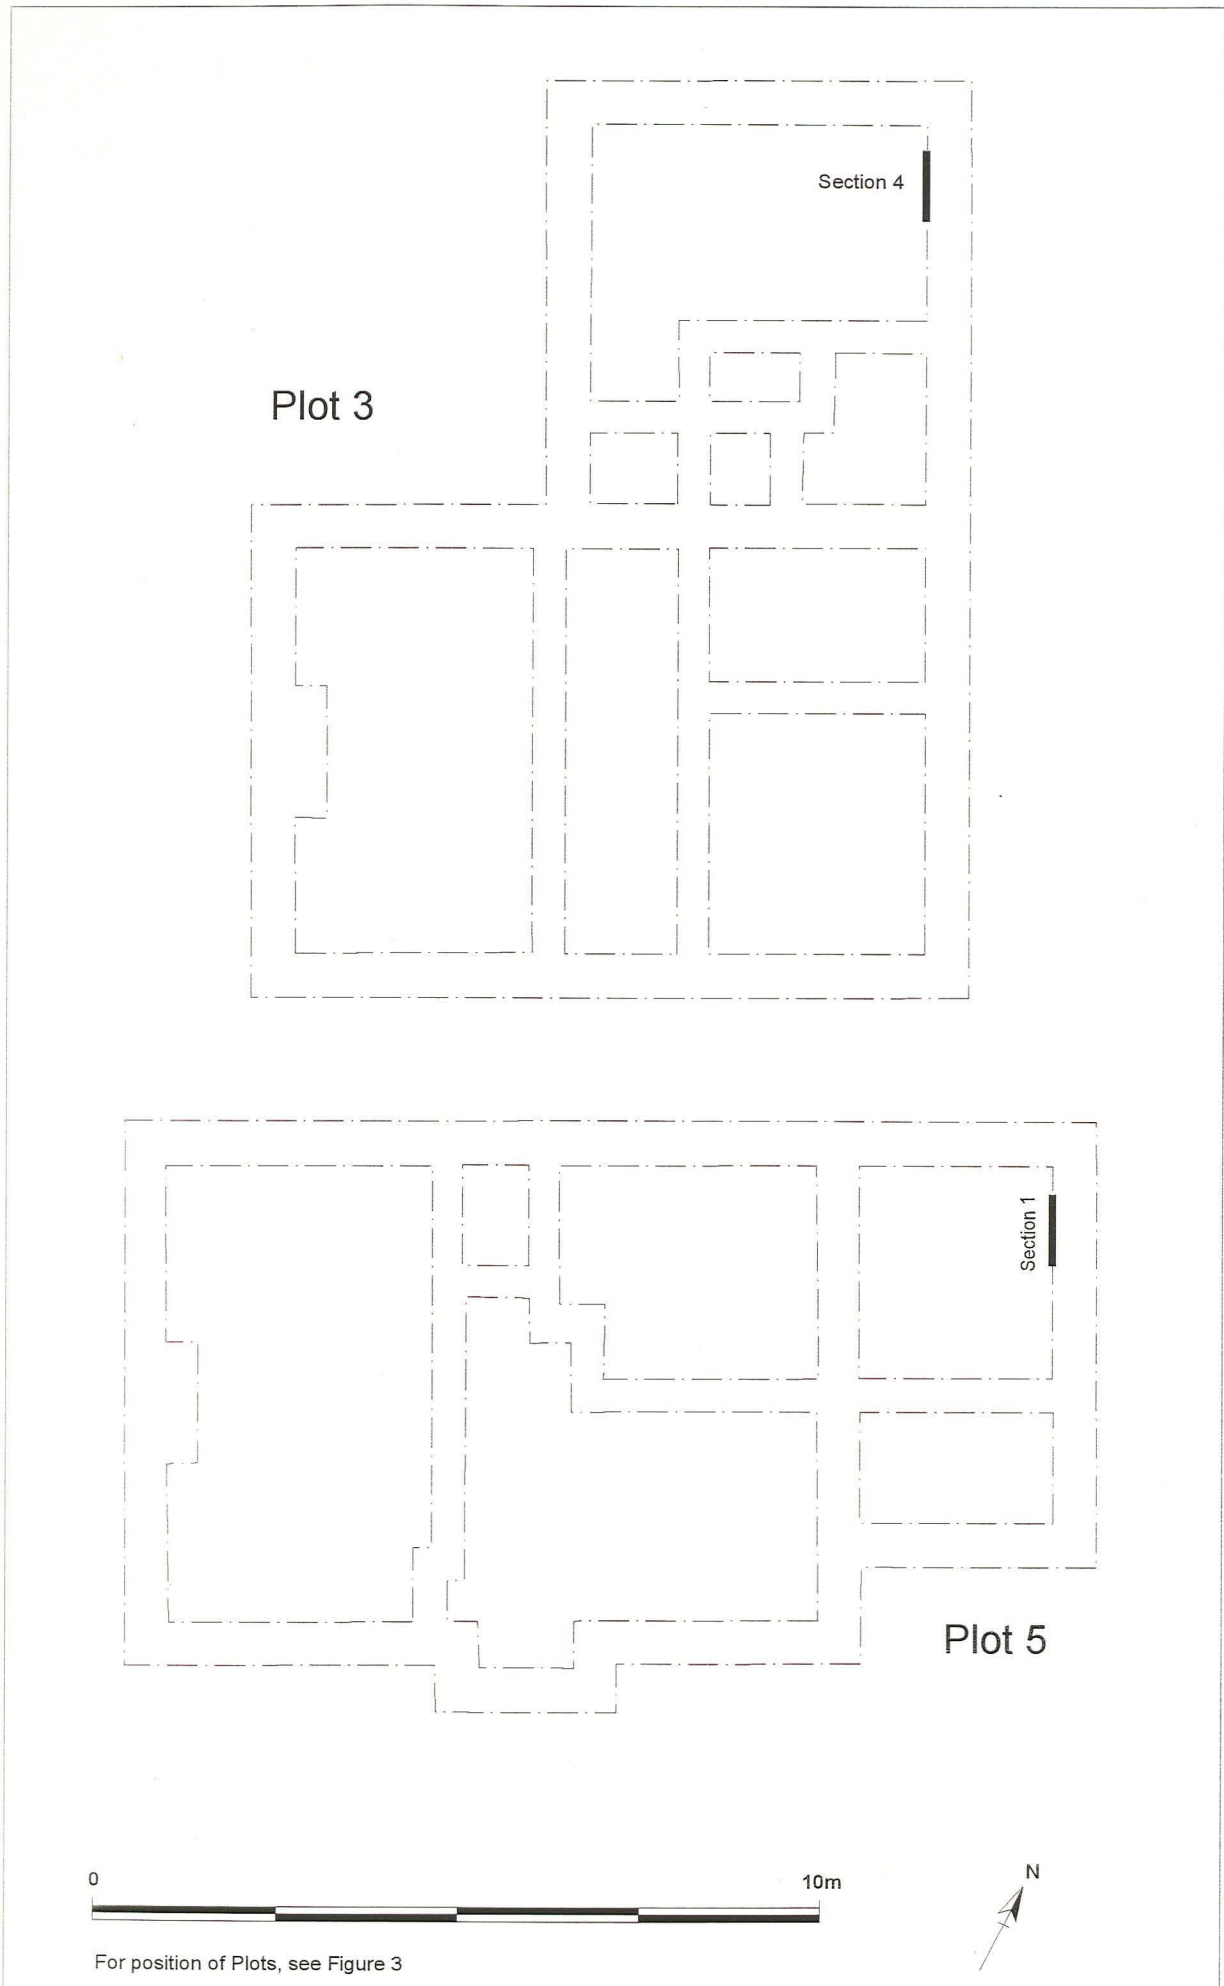 Section 4
Plot 3
Section 1
Plot 5
0
10m
N
For position of Plots, see Figure 3